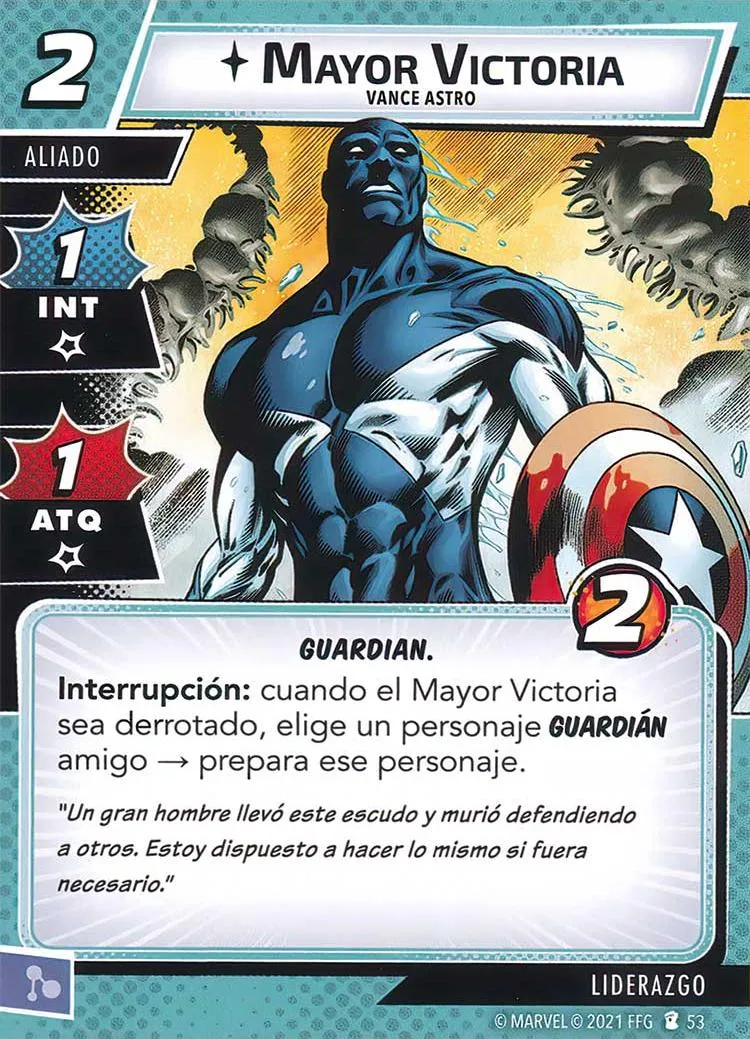 2
MAYOR VICTORIA
VANCE ASTRO
ALIADO
1
INT
1
ATQ
2
GUARDIAN.
Interrupción: cuando el Mayor Victoria
sea derrotado, elige un personaje GUARDIÁN
amigo → prepara ese personaje.
"Un gran hombre llevó este escudo y murió defendiendo
a otros. Estoy dispuesto a hacer lo mismo si fuera
necesario."
LIDERAZGO
© MARVEL © 2021 FFG 53